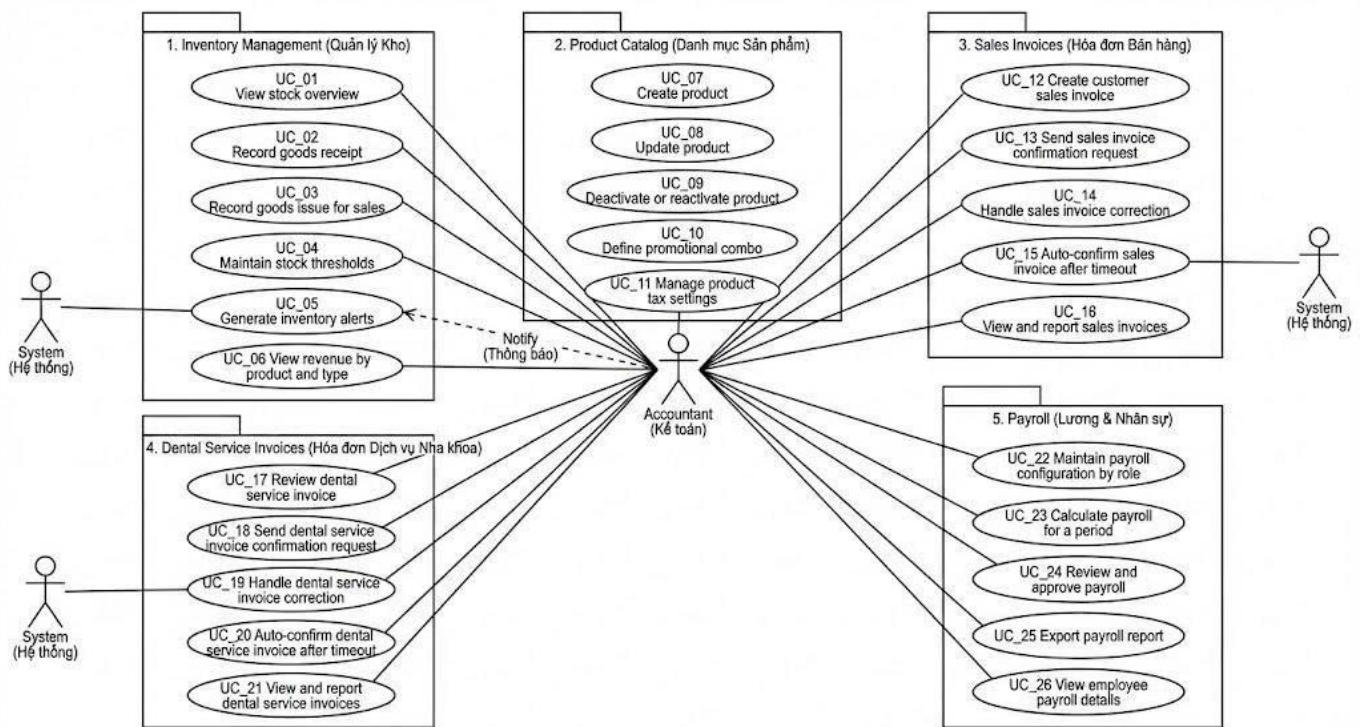 1. Inventory Management (Quản lý Kho)
UC_01
View stock overview
UC_02
Record goods receipt
UC_03
Record goods issue for sales
UC_04
Maintain stock thresholds
UC_05
Generate inventory alerts
UC_06 View revenue by
product and type
System
(Hệ thống)
Notify
(Thông báo)
2. Product Catalog (Danh mục Sản phẩm)
UC_07
Create product
UC_08
Update product
UC_09
Deactivate or reactivate product
UC_10
Define promotional combo
UC_11 Manage product
tax settings
Accountant
(Kế toán)
3. Sales Invoices (Hóa đơn Bán hàng)
UC_12 Create customer
sales invoice
UC_13 Send sales invoice
confirmation request
UC_14
Handle sales invoice correction
UC_15 Auto-confirm sales
invoice after timeout
UC_16
View and report sales invoices
System
(Hệ thống)
4. Dental Service Invoices (Hóa đơn Dịch vụ Nha khoa)
UC_17 Review dental
service invoice
UC_18 Send dental service
invoice confirmation request
UC_19 Handle dental service
invoice correction
UC_20 Auto-confirm dental
service invoice after timeout
UC_21 View and report
dental service invoices
System
(Hệ thống)
5. Payroll (Lương & Nhân sự)
UC_22 Maintain payroll
configuration by role
UC_23 Calculate payroll
for a period
UC_24 Review and
approve payroll
UC_25 Export payroll report
UC_26 View employee
payroll details